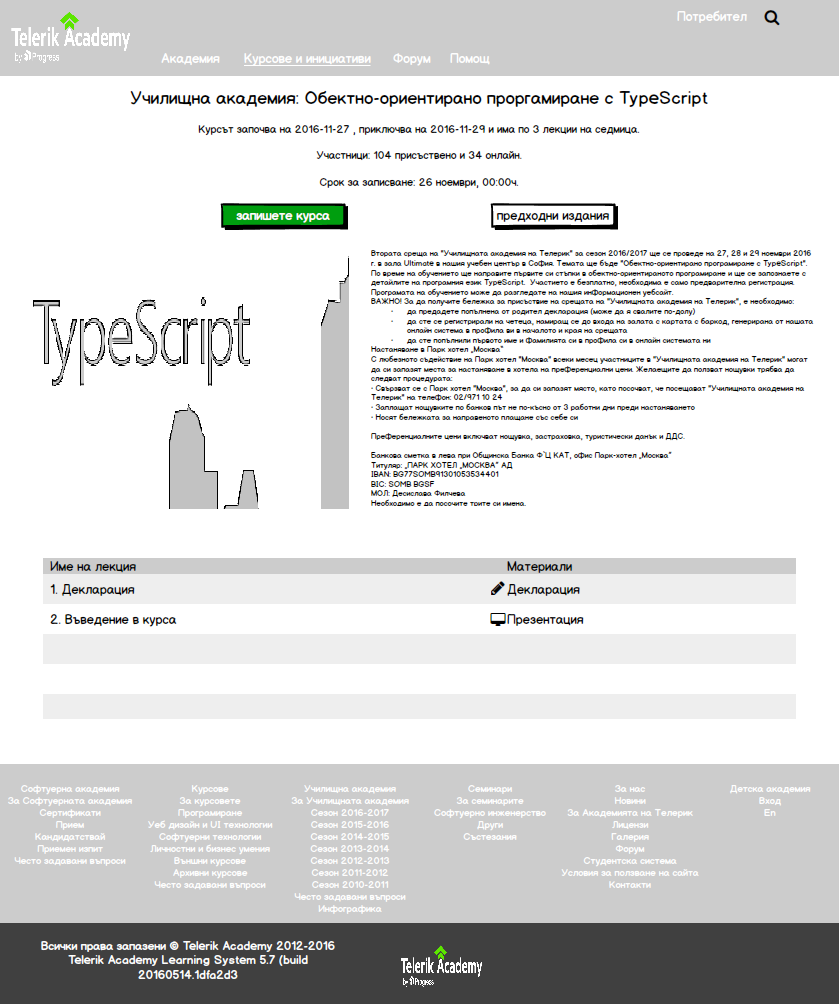 Потребител
Telerik Academy
by Progress
Академия Курсове и инициативи Форум Помощ
Училищна академия: Обектно-ориентирано проргамиране с TypeScript
Курсът започва на 2016-11-27 , приключва на 2016-11-29 и има по 3 лекции на седмица.
Участници: 104 присъствено и 34 онлайн.
Срок за записване: 26 ноември, 00:00ч.
запишете курса
предходни издания
TypeScript
Втората среща на "Училищната академия на Телерик" за сезон 2016/2017 ще се проведе на 27, 28 и 29 ноември 2016
г. в зала Ultimate в нашия учебен център в София. Темата ще бъде "Обектно-ориентирано програмиране с TypeScript".
По време на обучението ще направите първите си стъпки в обектно-ориентираното програмиране и ще се запознаете с
детайлите на програмния език TypeScript. Участието е безплатно, необходима е само предварителна регистрация.
Програмата на обучението може да разгледате на нашия информационен уебсайт.
ВАЖНО! За да получите бележка за присъствие на срещата на "Училищната академия на Телерик", е необходимо:
· да предадете попълнена от родител декларация (може да я свалите по-долу)
· да сте се регистрирали на четеца, намиращ се до входа на залата с картата с баркод, генерирана от нашата
онлайн система в профила ви в началото и края на срещата
· да сте попълнили първото име и Фамилията си в профила си в онлайн системата ни
Настаняване в Парк хотел „Москва"
С любезното съдействие на Парк хотел "Москва" всеки месец участниците в "Училищната академия на Телерик" могат
да си запазят места за настаняване в хотела на преференциални цени. Желаещите да ползват нощувки трябва да
следват процедурата:
· Свързват се с Парк хотел "Москва", за да си запазят място, като посочват, че посещават "Училищната академия на
Телерик" на телефон: 02/971 10 24
· Заплащат нощувките по банков път не по-късно от 3 работни дни преди настаняването
· Носят бележката за направеното плащане със себе си
Преференциалните цени включват нощувка, застраховка, туристически данък и ДДС.
Банкова сметка в лева при Общинска Банка Ф`Ц КАТ, офис Парк-хотел „Москва"
Титуляр: „ПАРК ХОТЕЛ „МОСКВА" АД
IBAN: BG77SOMB91301053534401
BIC: SOMB BGSF
МОЛ: Десислава Филчева
Необходимо е да посочите трите си имена.
Име на лекция Материали
1. Декларация Декларация
2. Въведение в курса Презентация
Софтуерна академия
За Софтуерната академия
Сертификати
Прием
Кандидатствай
Приемен изпит
Често задавани въпроси
Курсове
За курсовете
Програмиране
Уеб дизайн и UI технологии
Софтуерни технологии
Личностни и бизнес умения
Външни курсове
Архивни курсове
Често задавани въпроси
Училищна академия
За Училищната академия
Сезон 2016-2017
Сезон 2015-2016
Сезон 2014-2015
Сезон 2013-2014
Сезон 2012-2013
Сезон 2011-2012
Сезон 2010-2011
Често задавани въпроси
Инфографика
Семинари
За семинарите
Софтуерно инженерство
Други
Състезания
За нас
Новини
За Академията на Телерик
Лицензи
Галерия
Форум
Студентска система
Условия за ползване на сайта
Контакти
Детска академия
Вход
En
Всички права запазени © Telerik Academy 2012-2016
Telerik Academy Learning System 5.7 (build
20160514.1dfa2d3
Telerik Academy
by Progress